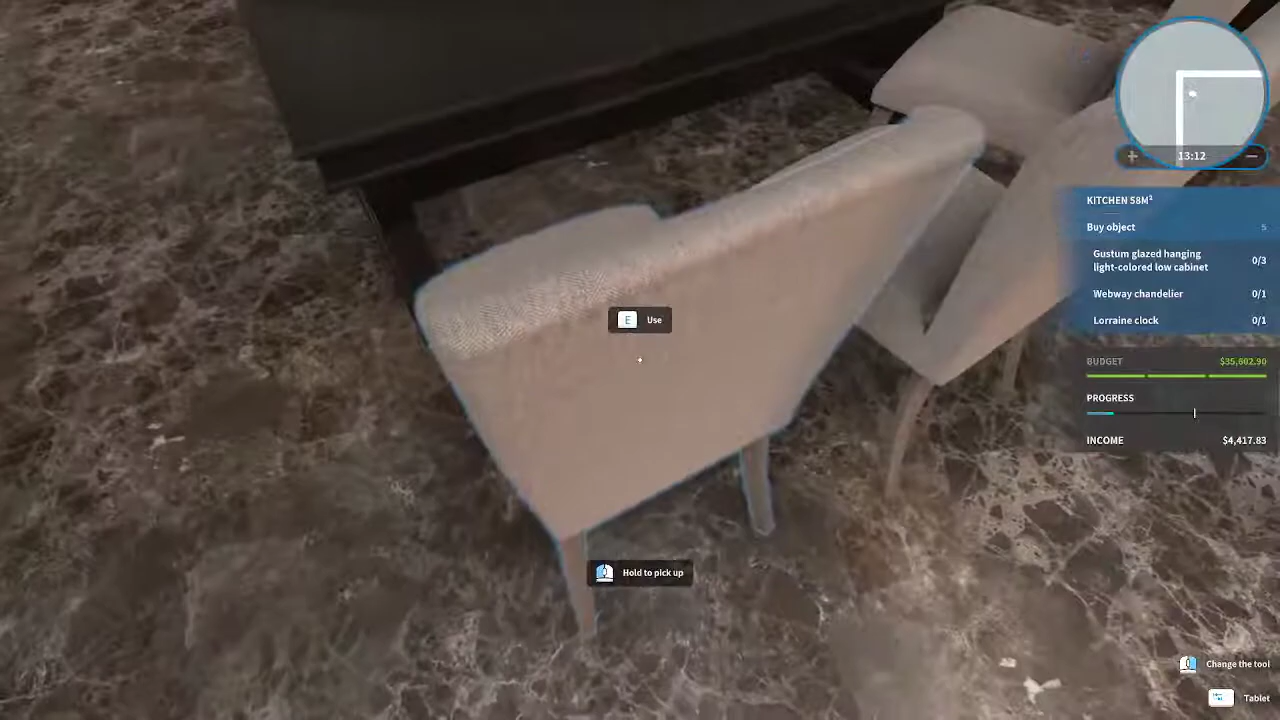 13:12
KITCHEN 58M²
Buy object 5
Gustum glazed hanging
light-colored low cabinet 0/3
Webway chandelier 0/1
Lorraine clock 0/1
E Use
BUDGET $35,602.90
PROGRESS
INCOME $4,417.83
Hold to pick up
Change the tool
Tablet